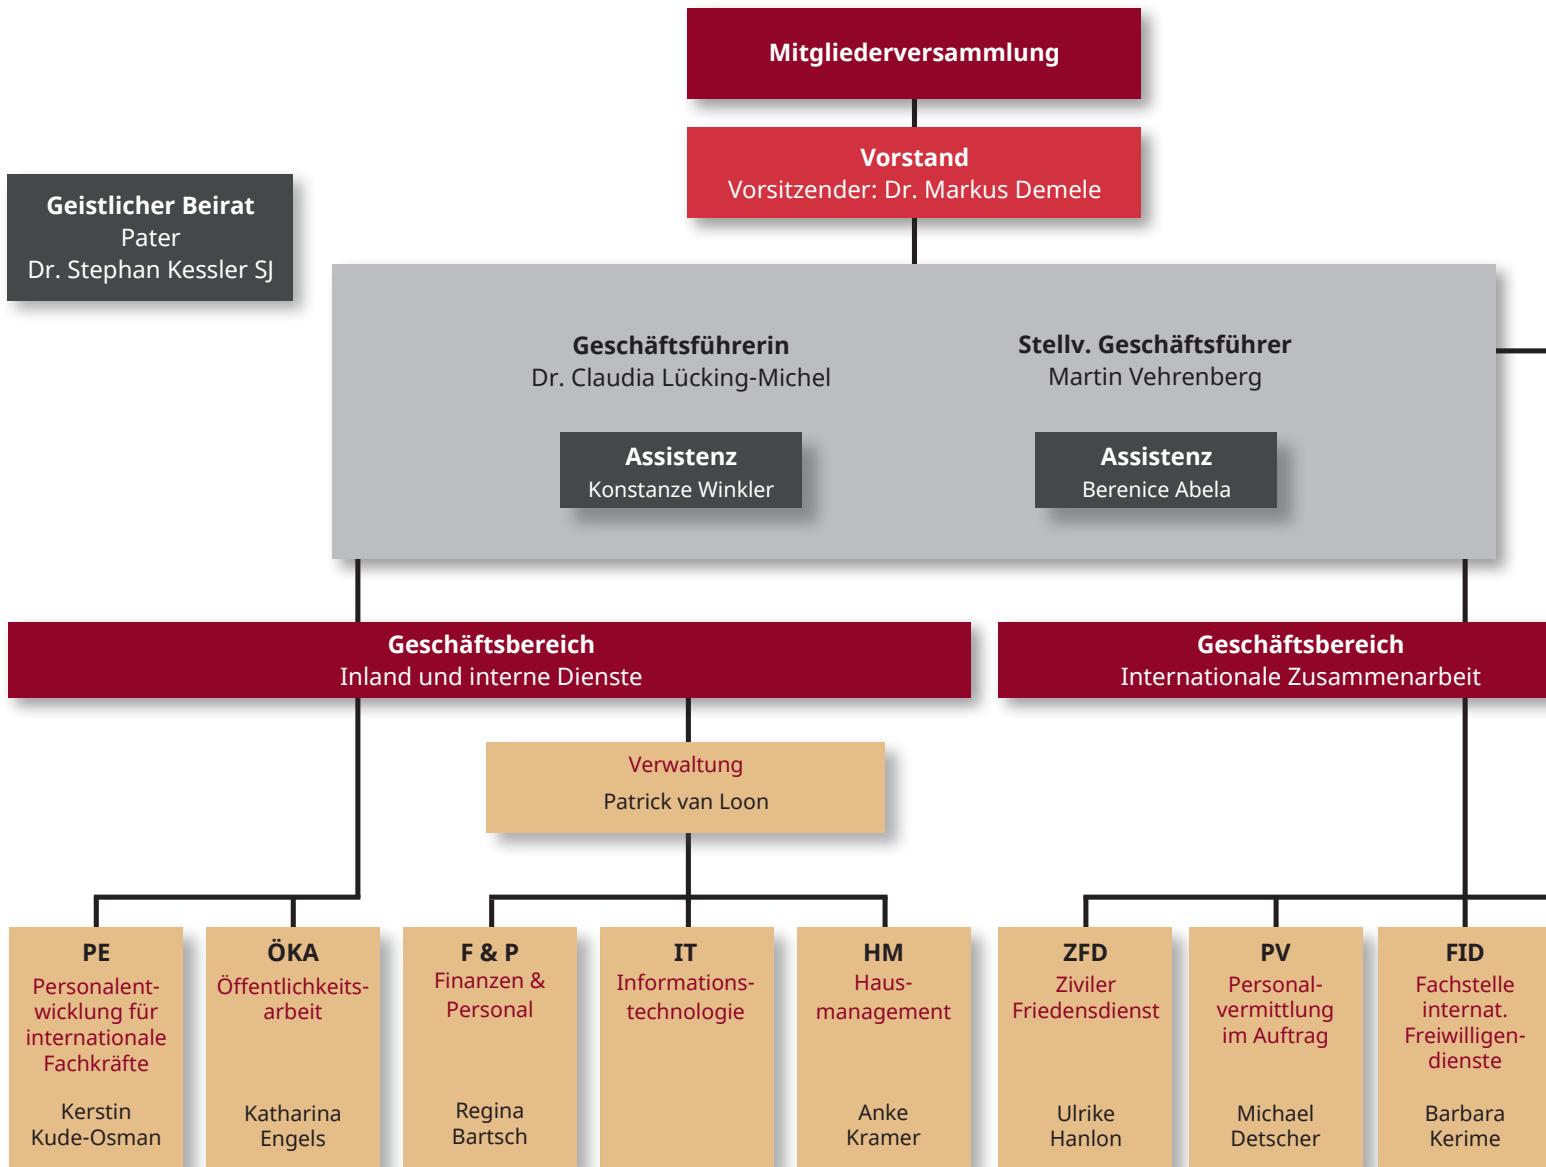 Mitgliederversammlung
Vorstand
Vorsitzender: Dr. Markus Demele
Geistlicher Beirat
Pater
Dr. Stephan Kessler SJ
Geschäftsführerin
Dr. Claudia Lücking-Michel
Assistenz
Konstanze Winkler
Stellv. Geschäftsführer
Martin Vehrenberg
Assistenz
Berenice Abela
Geschäftsbereich
Inland und interne Dienste
Geschäftsbereich
Internationale Zusammenarbeit
Verwaltung
Patrick van Loon
PE
Personalent-
wicklung für
internationale
Fachkräfte
Kerstin
Kude-Osman
ÖKA
Öffentlichkeits-
arbeit
Katharina
Engels
F & P
Finanzen &
Personal
Regina
Bartsch
IT
Informations-
technologie
HM
Haus-
management
Anke
Kramer
ZFD
Ziviler
Friedensdienst
Ulrike
Hanlon
PV
Personal-
vermittlung
im Auftrag
Michael
Detscher
FID
Fachstelle
internat.
Freiwilligen-
dienste
Barbara
Kerime